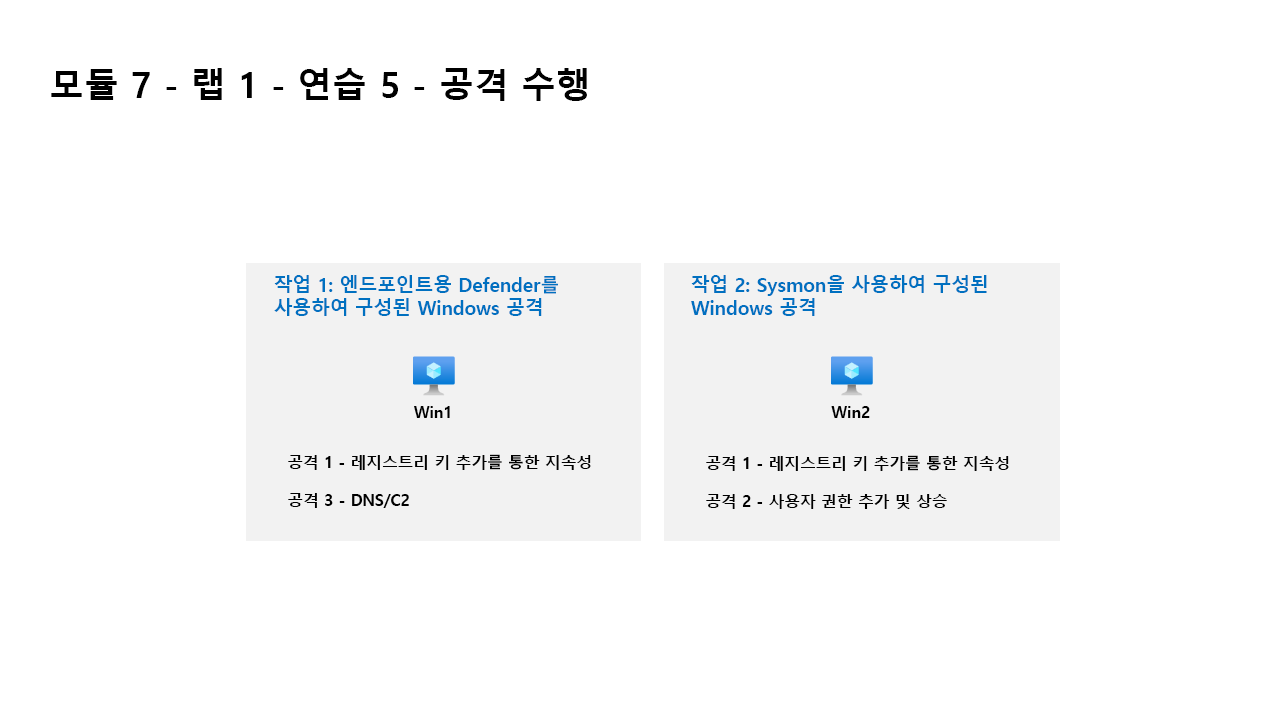 모듈 7 - 랩 1 - 연습 5 - 공격 수행
작업 1: 엔드포인트용 Defender를
사용하여 구성된 Windows 공격
Win1
공격 1 - 레지스트리 키 추가를 통한 지속성
공격 3 - DNS/C2
작업 2: Sysmon을 사용하여 구성된
Windows 공격
Win2
공격 1 - 레지스트리 키 추가를 통한 지속성
공격 2 - 사용자 권한 추가 및 상승